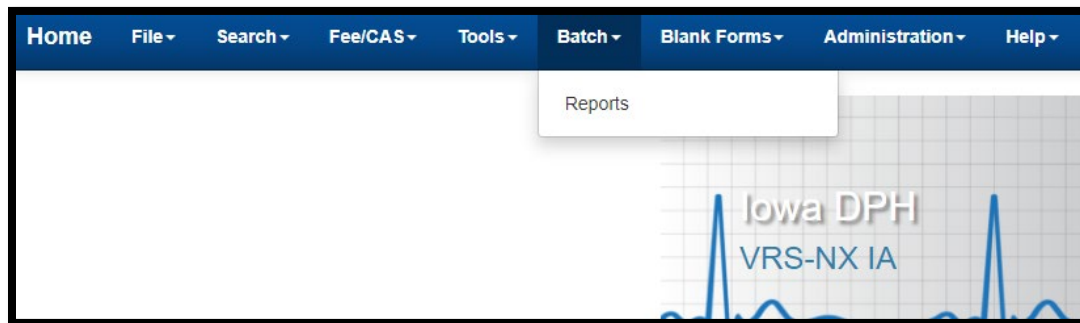 Home File Search Fee/CAS Tools Batch Blank Forms Administration Help
Reports
Iowa DPH
VRS-NX IA